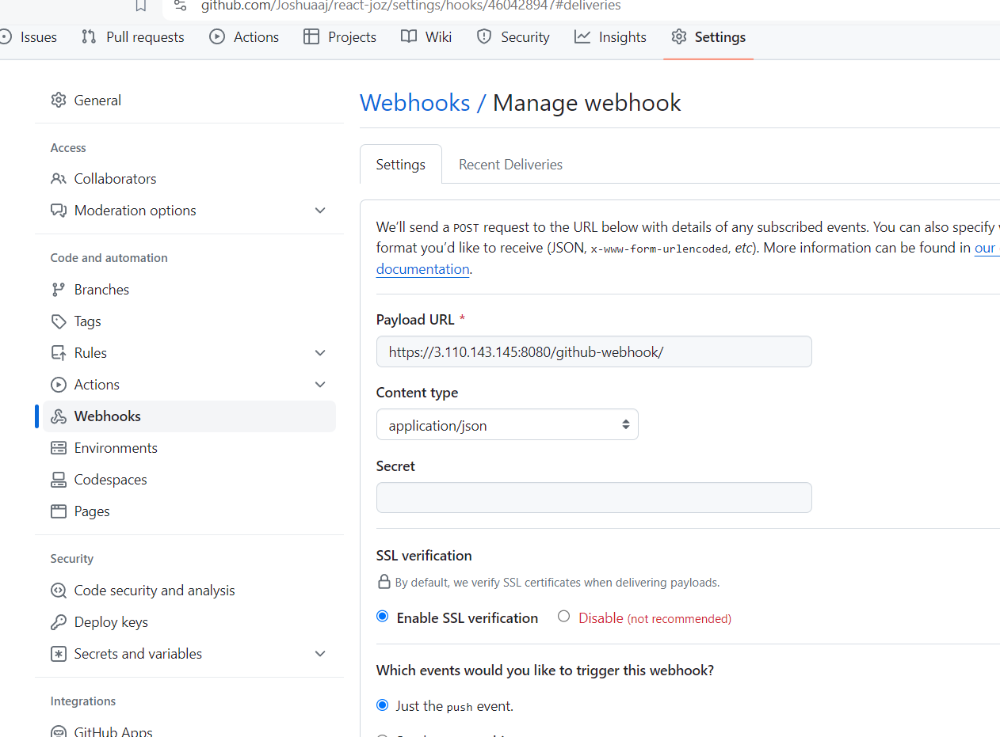 github.com/Joshuaaj/react-joz/settings/hooks/460428947#deliveries
Issues Pull requests Actions Projects Wiki Security Insights Settings
General
Access
Collaborators
Moderation options
Code and automation
Branches
Tags
Rules
Actions
Webhooks
Environments
Codespaces
Pages
Security
Code security and analysis
Deploy keys
Secrets and variables
Integrations
GitHub Apps
Webhooks / Manage webhook
Settings Recent Deliveries
We’ll send a POST request to the URL below with details of any subscribed events. You can also specify
format you’d like to receive (JSON, x-www-form-urlencoded, etc). More information can be found in our
documentation.
Payload URL *
https://3.110.143.145:8080/github-webhook/
Content type
application/json
Secret
SSL verification
By default, we verify SSL certificates when delivering payloads.
Enable SSL verification Disable (not recommended)
Which events would you like to trigger this webhook?
Just the push event.